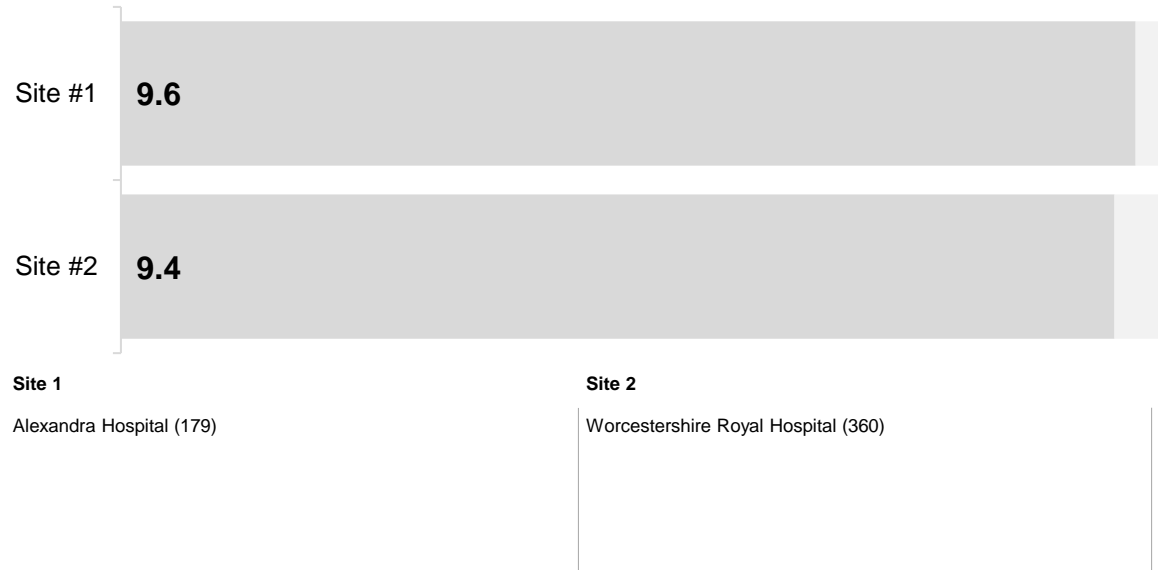 Site #1 9.6
Site #2 9.4
Site 1 Site 2
Alexandra Hospital (179) Worcestershire Royal Hospital (360)